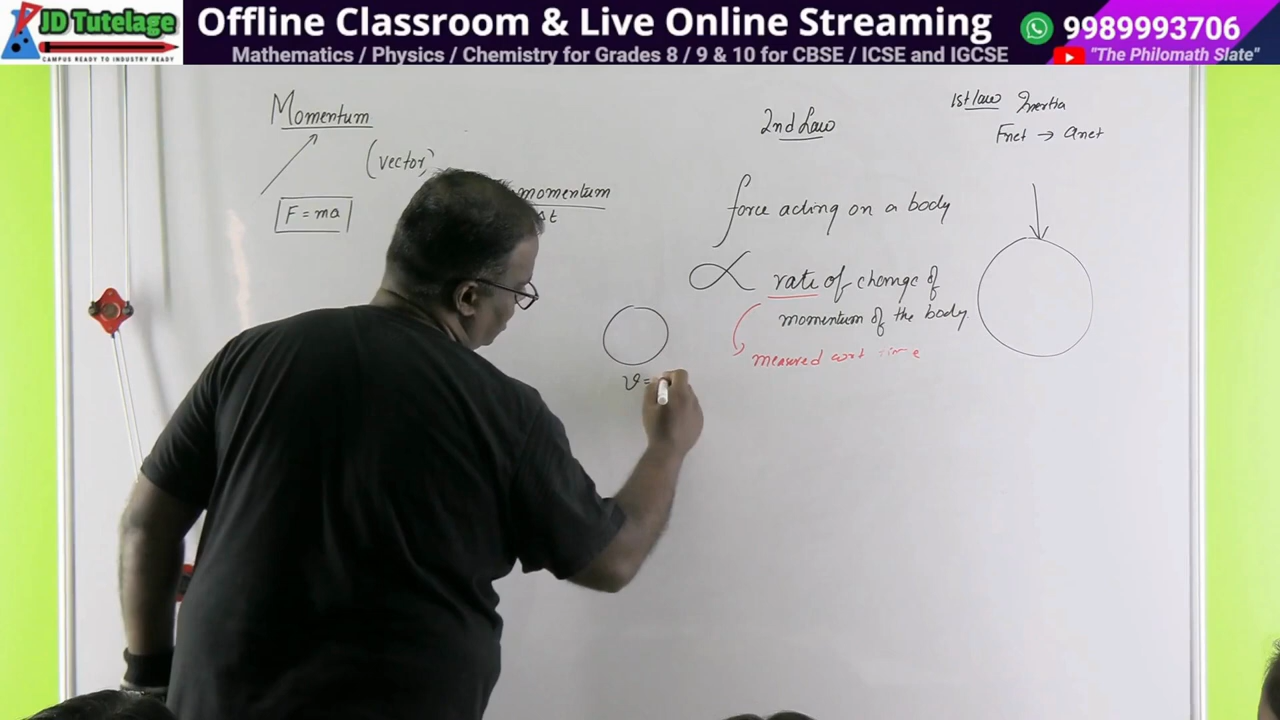 JD Tutelage
CAMPUS READY TO INDUSTRY READY
Offline Classroom & Live Online Streaming
9989993706
Mathematics / Physics / Chemistry for Grades 8 / 9 & 10 for CBSE / ICSE and IGCSE
"The Philomath Slate"
Momentum
(vector)
F = ma
momentum
Δt
2nd Law
1st law Inertia
Fnet → anet
force acting on a body
∝ rate of change of
momentum of the body
measured wrt time
v =